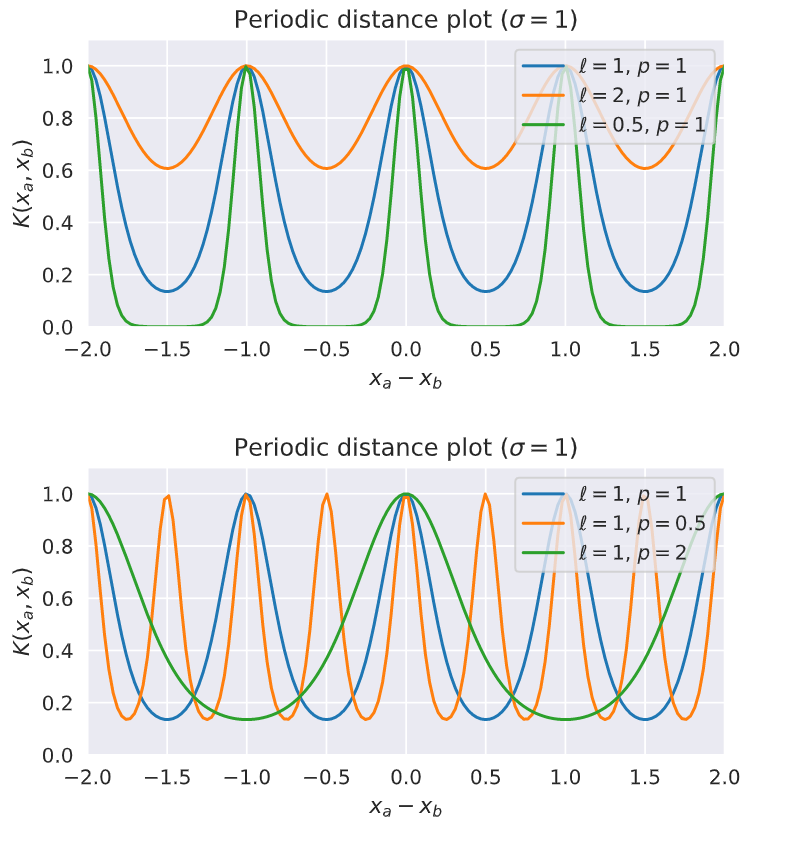 Periodic distance plot (σ = 1)
ℓ = 1, p = 1
ℓ = 2, p = 1
ℓ = 0.5, p = 1
K(xₐ, x_b)
1.0
0.8
0.6
0.4
0.2
0.0
−2.0 −1.5 −1.0 −0.5 0.0 0.5 1.0 1.5 2.0
xₐ − x_b
Periodic distance plot (σ = 1)
ℓ = 1, p = 1
ℓ = 1, p = 0.5
ℓ = 1, p = 2
K(xₐ, x_b)
1.0
0.8
0.6
0.4
0.2
0.0
−2.0 −1.5 −1.0 −0.5 0.0 0.5 1.0 1.5 2.0
xₐ − x_b